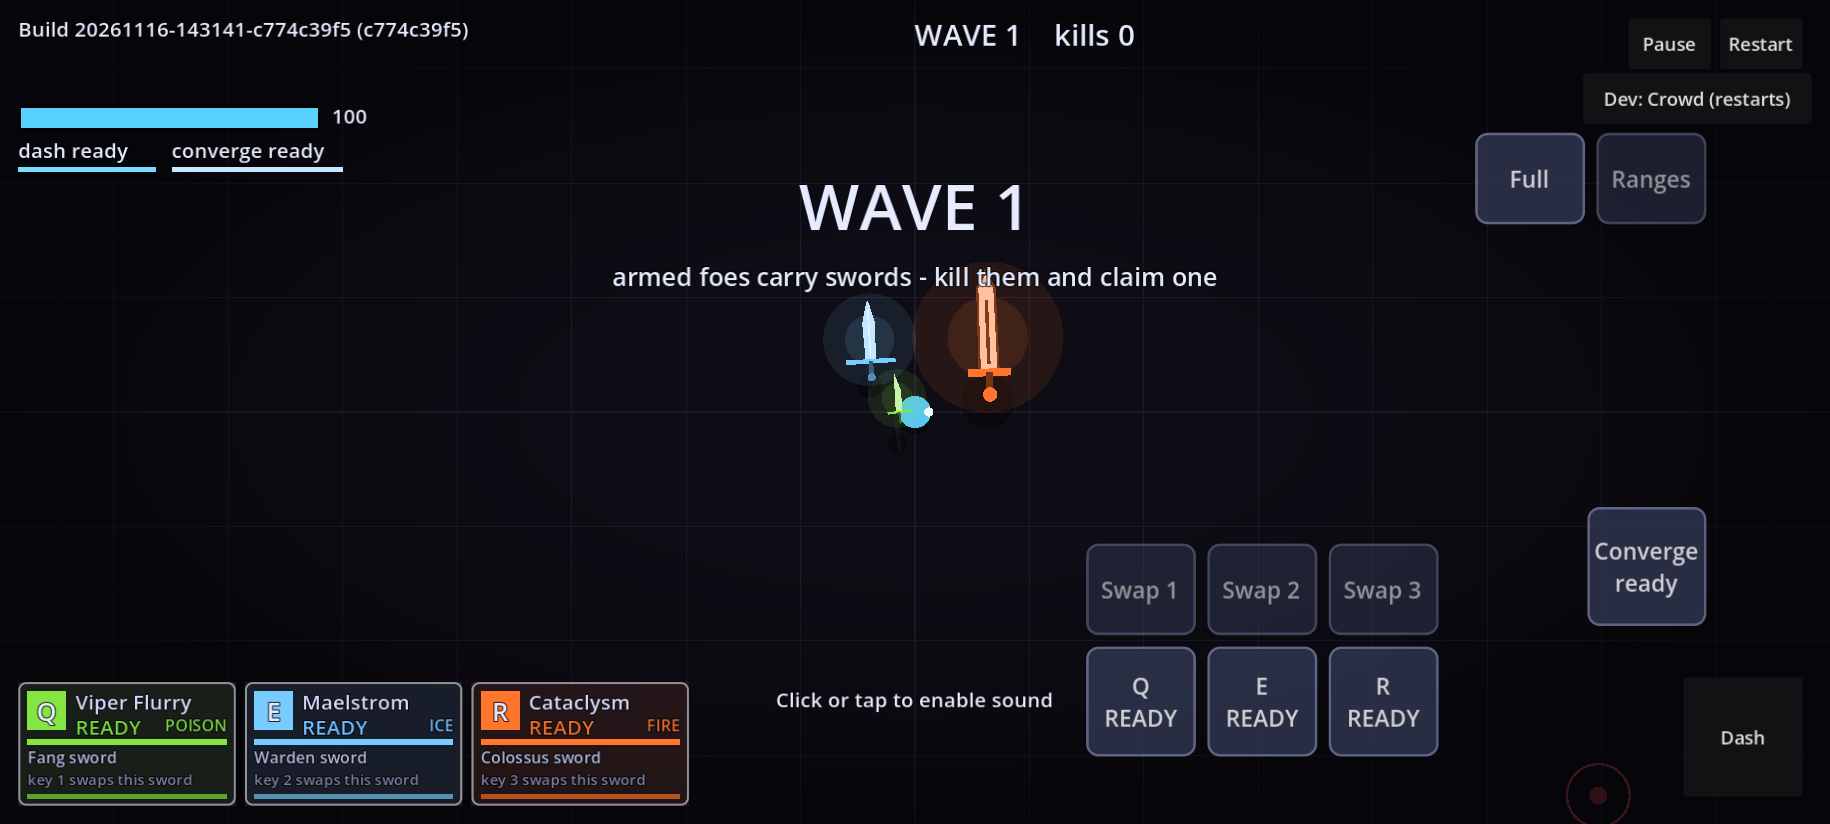 Build 20261116-143141-c774c39f5 (c774c39f5)
WAVE 1 kills 0
Pause
Restart
Dev: Crowd (restarts)
100
dash ready
converge ready
Full
Ranges
WAVE 1
armed foes carry swords - kill them and claim one
Converge
ready
Swap 1
Swap 2
Swap 3
Q
READY
E
READY
R
READY
Dash
Click or tap to enable sound
Q
Viper Flurry
READY
POISON
Fang sword
key 1 swaps this sword
E
Maelstrom
READY
ICE
Warden sword
key 2 swaps this sword
R
Cataclysm
READY
FIRE
Colossus sword
key 3 swaps this sword